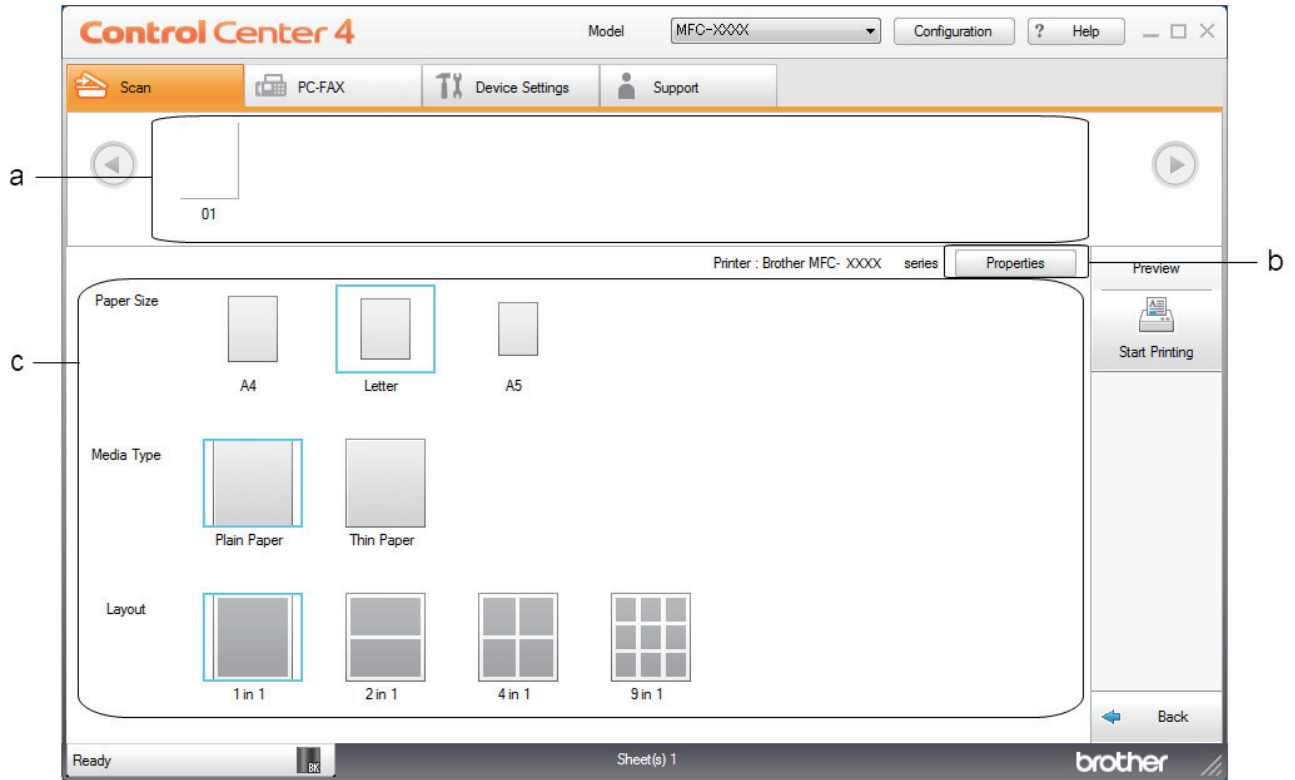 Control Center 4
Model MFC-XXXX Configuration ? Help
Scan PC-FAX Device Settings Support
a
01
Printer : Brother MFC- XXXX series Properties
b
Preview
Paper Size
c
A4 Letter A5
Start Printing
Media Type
Plain Paper Thin Paper
Layout
1 in 1 2 in 1 4 in 1 9 in 1
Back
Ready BK Sheet(s) 1 brother